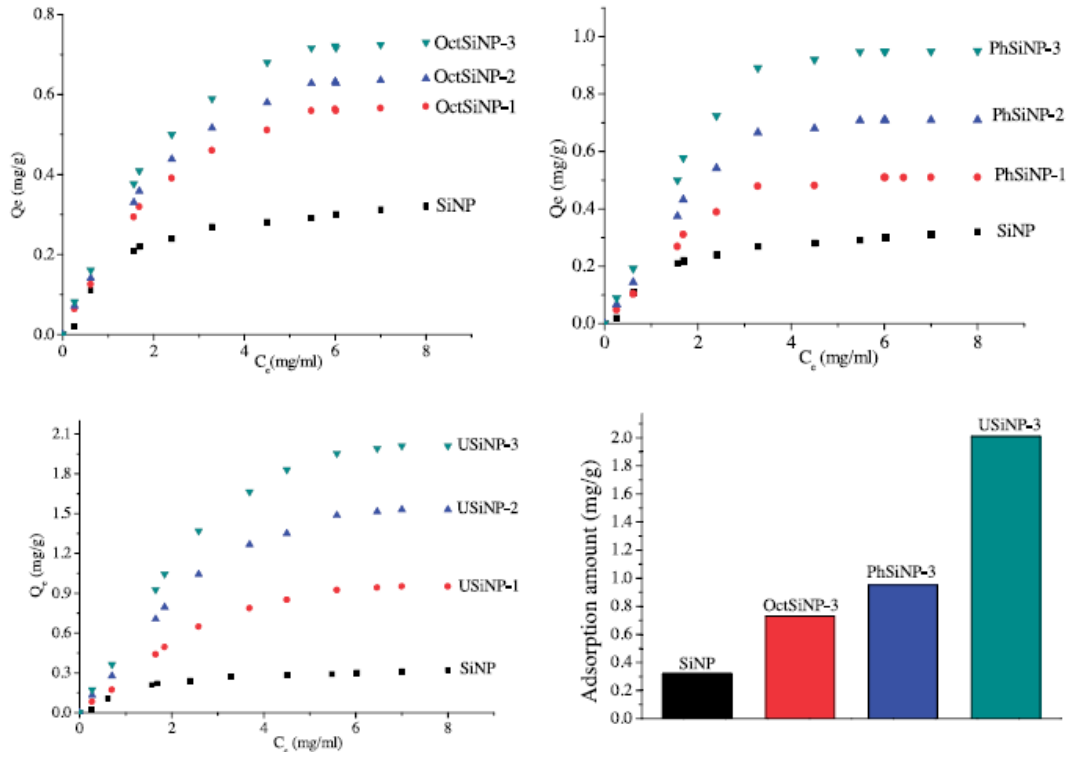 0.8
0.6
0.4
0.2
0.0
Qe (mg/g)
OctSiNP-3
OctSiNP-2
OctSiNP-1
SiNP
0 2 4 6 8
Cₑ(mg/ml)
1.0
0.8
0.6
0.4
0.2
0.0
Qe (mg/g)
PhSiNP-3
PhSiNP-2
PhSiNP-1
SiNP
0 2 4 6 8
Cₑ (mg/ml)
2.1
1.8
1.5
1.2
0.9
0.6
0.3
0.0
Qₑ (mg/g)
USiNP-3
USiNP-2
USiNP-1
SiNP
0 2 4 6 8
Cₑ(mg/ml)
2.0
1.8
1.6
1.4
1.2
1.0
0.8
0.6
0.4
0.2
0.0
Adsorption amount (mg/g)
SiNP
OctSiNP-3
PhSiNP-3
USiNP-3